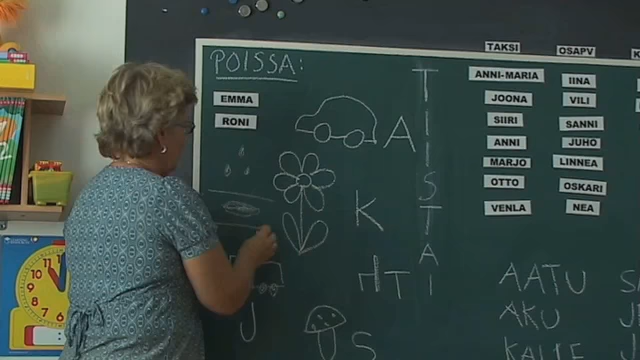 POISSA:
EMMA
RONI
A
K
H T
U
S
TIISTAI
TAKSI
ANNI-MARIA
JOONA
SIIRI
ANNI
MARJO
OTTO
VENLA
OSAPV
IINA
VILI
SANNI
JUHO
LINNEA
OSKARI
NEA
AATU
AKU
KALLE